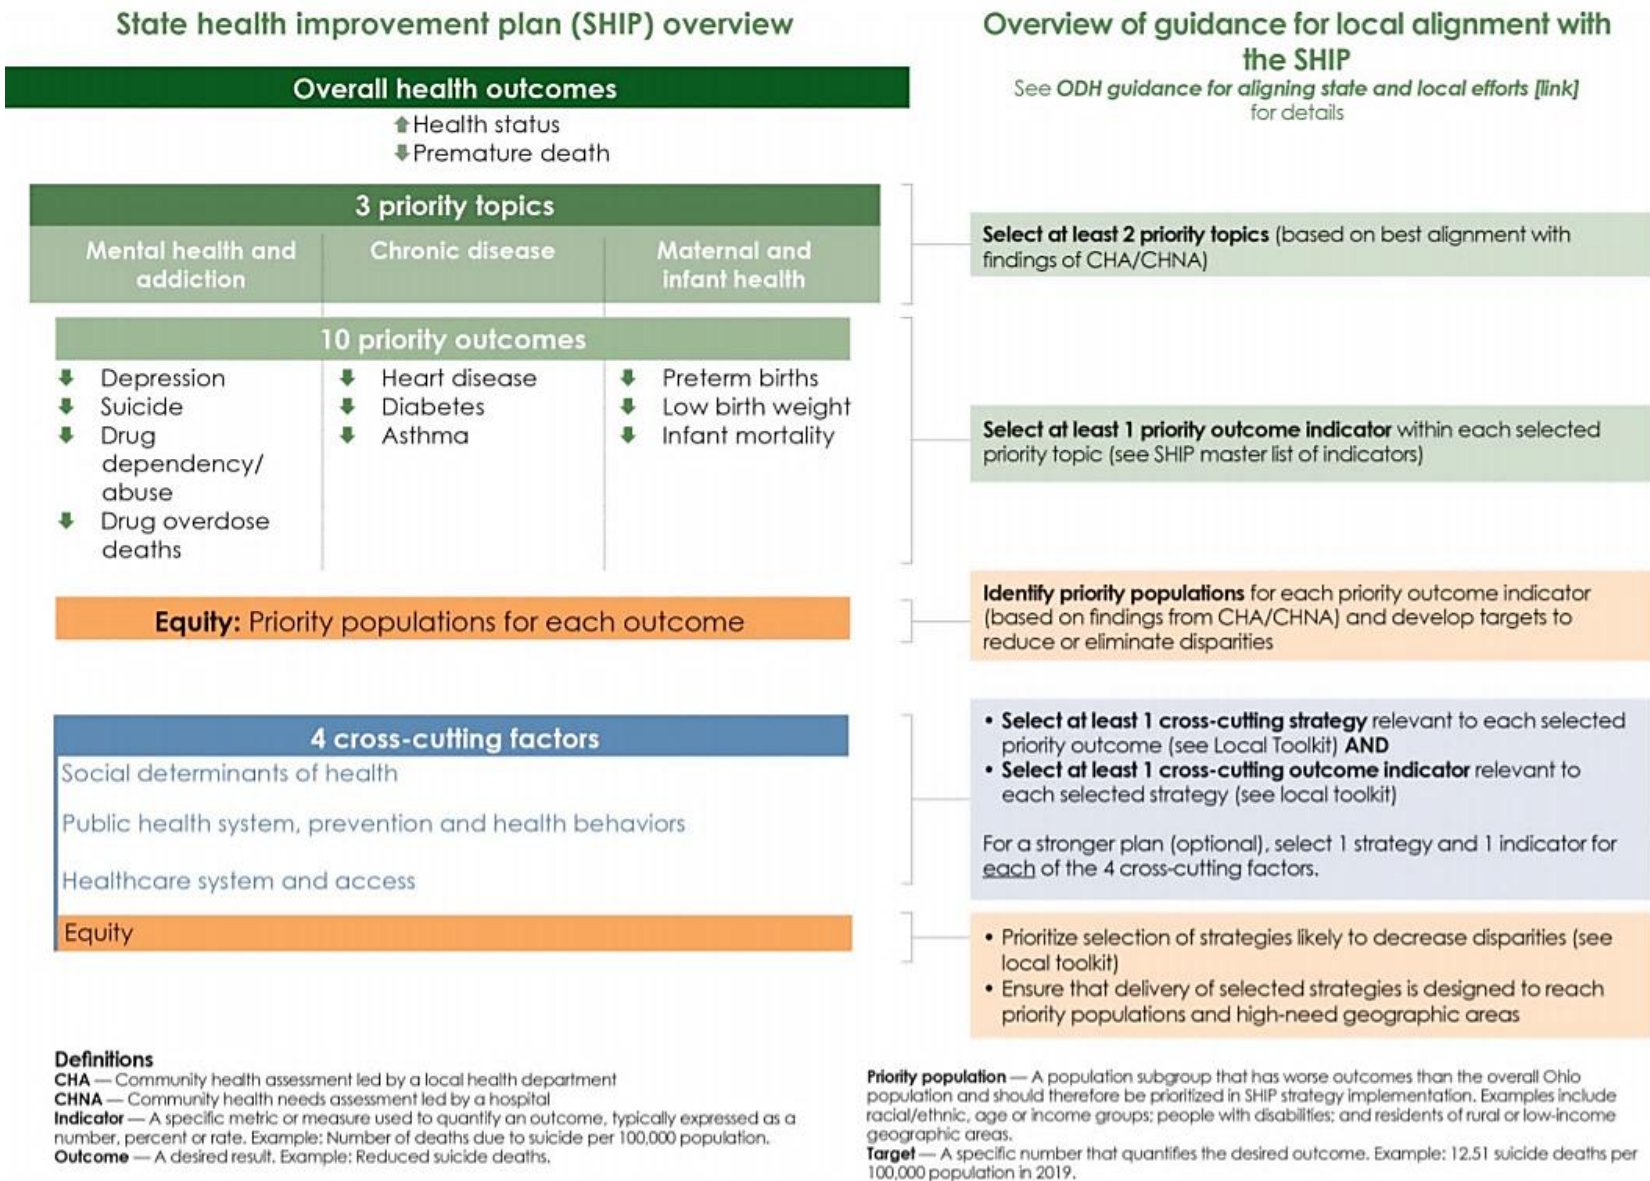 State health improvement plan (SHIP) overview
Overall health outcomes
Health status
Premature death
3 priority topics
Mental health and
addiction
Chronic disease
Maternal and
infant health
10 priority outcomes
Depression
Suicide
Drug
dependency/
abuse
Drug overdose
deaths
Heart disease
Diabetes
Asthma
Preterm births
Low birth weight
Infant mortality
Equity: Priority populations for each outcome
4 cross-cutting factors
Social determinants of health
Public health system, prevention and health behaviors
Healthcare system and access
Equity
Overview of guidance for local alignment with
the SHIP
See ODH guidance for aligning state and local efforts [link]
for details
Select at least 2 priority topics (based on best alignment with
findings of CHA/CHNA)
Select at least 1 priority outcome indicator within each selected
priority topic (see SHIP master list of indicators)
Identify priority populations for each priority outcome indicator
(based on findings from CHA/CHNA) and develop targets to
reduce or eliminate disparities
• Select at least 1 cross-cutting strategy relevant to each selected
priority outcome (see Local Toolkit) AND
• Select at least 1 cross-cutting outcome indicator relevant to
each selected strategy (see local toolkit)
For a stronger plan (optional), select 1 strategy and 1 indicator for
each of the 4 cross-cutting factors.
• Prioritize selection of strategies likely to decrease disparities (see
local toolkit)
• Ensure that delivery of selected strategies is designed to reach
priority populations and high-need geographic areas
Definitions
CHA — Community health assessment led by a local health department
CHNA — Community health needs assessment led by a hospital
Indicator — A specific metric or measure used to quantify an outcome, typically expressed as a
number, percent or rate. Example: Number of deaths due to suicide per 100,000 population.
Outcome — A desired result. Example: Reduced suicide deaths.
Priority population — A population subgroup that has worse outcomes than the overall Ohio
population and should therefore be prioritized in SHIP strategy implementation. Examples include
racial/ethnic, age or income groups; people with disabilities; and residents of rural or low-income
geographic areas.
Target — A specific number that quantifies the desired outcome. Example: 12.51 suicide deaths per
100,000 population in 2019.